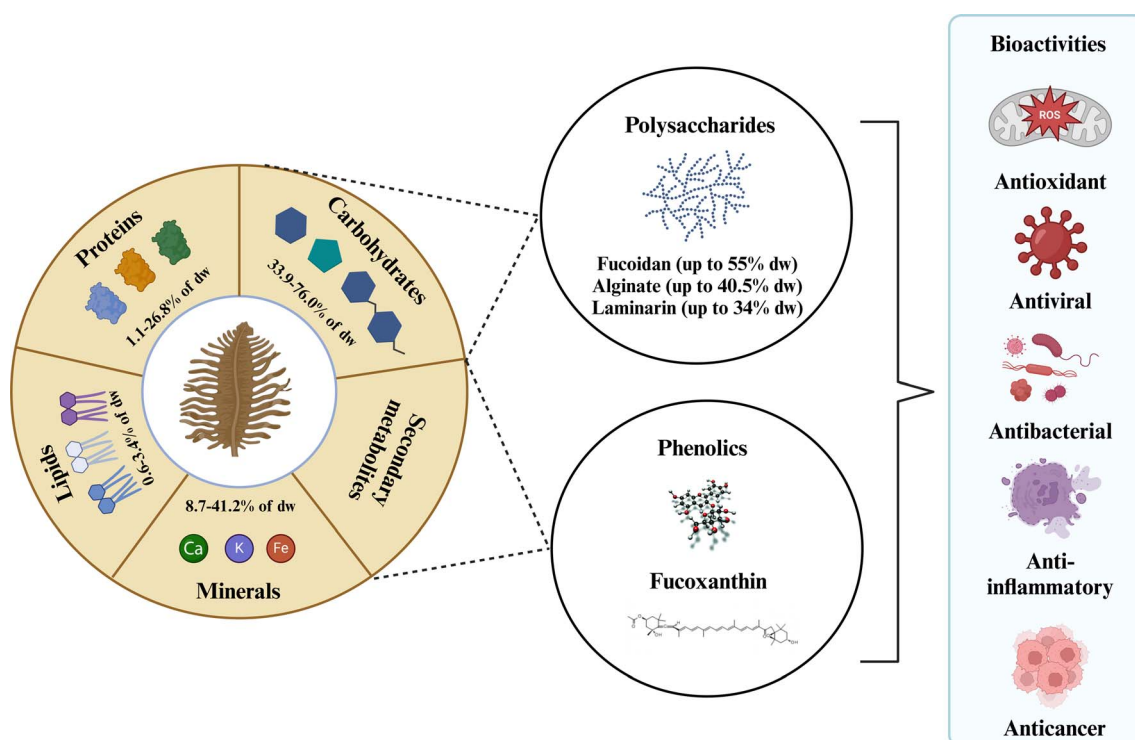 Proteins
1.1-26.8% of dw
Carbohydrates
33.9-76.0% of dw
Lipids
0.6-3.4% of dw
Secondary
metabolites
8.7-41.2% of dw
Ca
K
Fe
Minerals
Polysaccharides
Fucoidan (up to 55% dw)
Alginate (up to 40.5% dw)
Laminarin (up to 34% dw)
Phenolics
Fucoxanthin
Bioactivities
ROS
Antioxidant
Antiviral
Antibacterial
Anti-
inflammatory
Anticancer